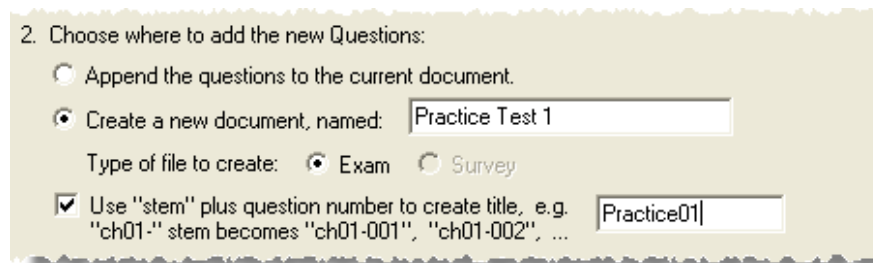 2. Choose where to add the new Questions:
Append the questions to the current document.
Create a new document, named: Practice Test 1
Type of file to create: Exam Survey
Use "stem" plus question number to create title, e.g. Practice01
"ch01-" stem becomes "ch01-001", "ch01-002", ...